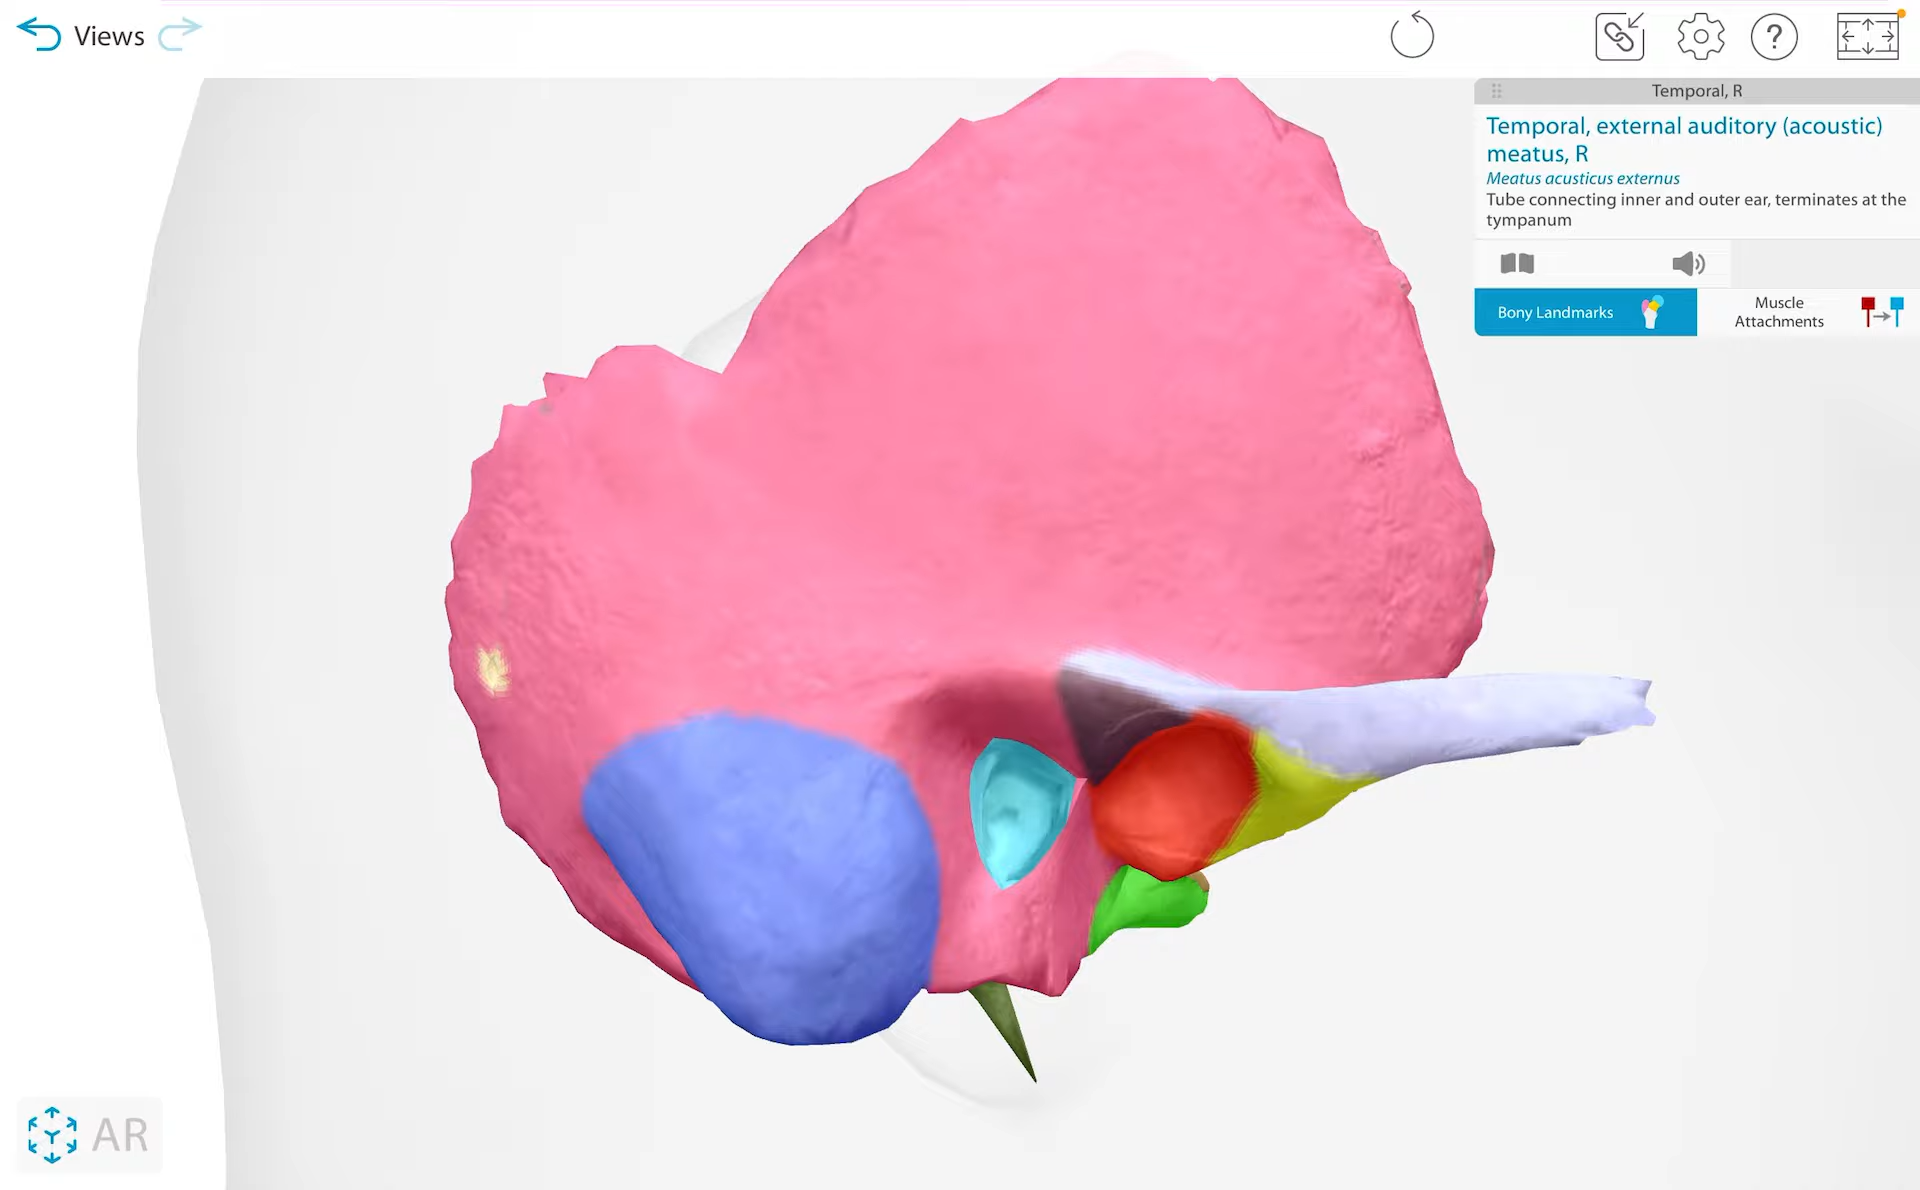 Views
?
Temporal, R
Temporal, external auditory (acoustic)
meatus, R
Meatus acusticus externus
Tube connecting inner and outer ear, terminates at the
tympanum
Bony Landmarks
Muscle
Attachments
AR